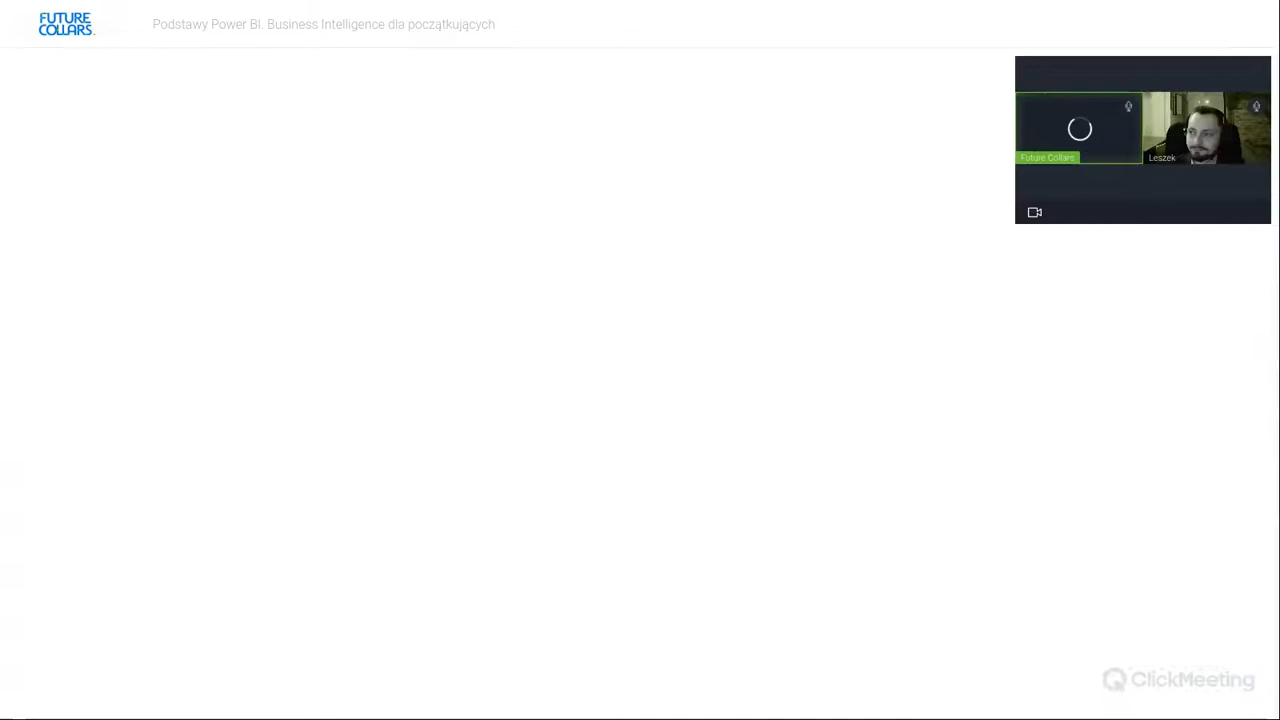 FUTURE
COLLARS.
Podstawy Power BI. Business Intelligence dla początkujących
Future Collars
Leszek
ClickMeeting